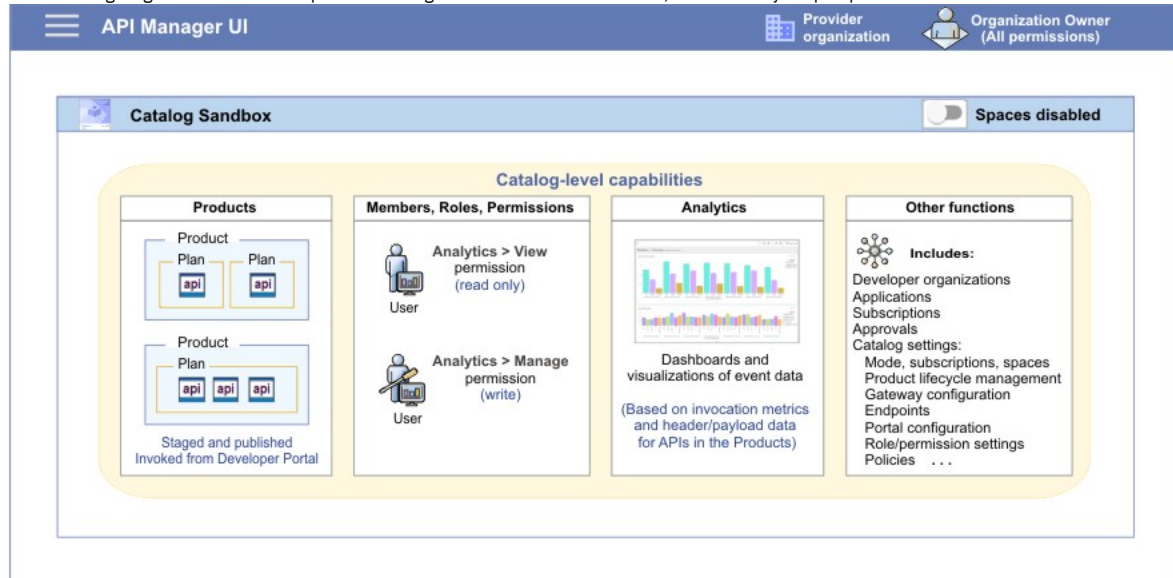 API Manager UI
Provider
organization
Organization Owner
(All permissions)
Catalog Sandbox
Spaces disabled
Catalog-level capabilities
Products
Product
Plan
Plan
api
api
Product
Plan
api
api
api
Staged and published
Invoked from Developer Portal
Members, Roles, Permissions
Analytics > View
permission
(read only)
User
Analytics > Manage
permission
(write)
User
Analytics
Dashboards and
visualizations of event data
(Based on invocation metrics
and header/payload data
for APIs in the Products)
Other functions
Includes:
Developer organizations
Applications
Subscriptions
Approvals
Catalog settings:
Mode, subscriptions, spaces
Product lifecycle management
Gateway configuration
Endpoints
Portal configuration
Role/permission settings
Policies . . .